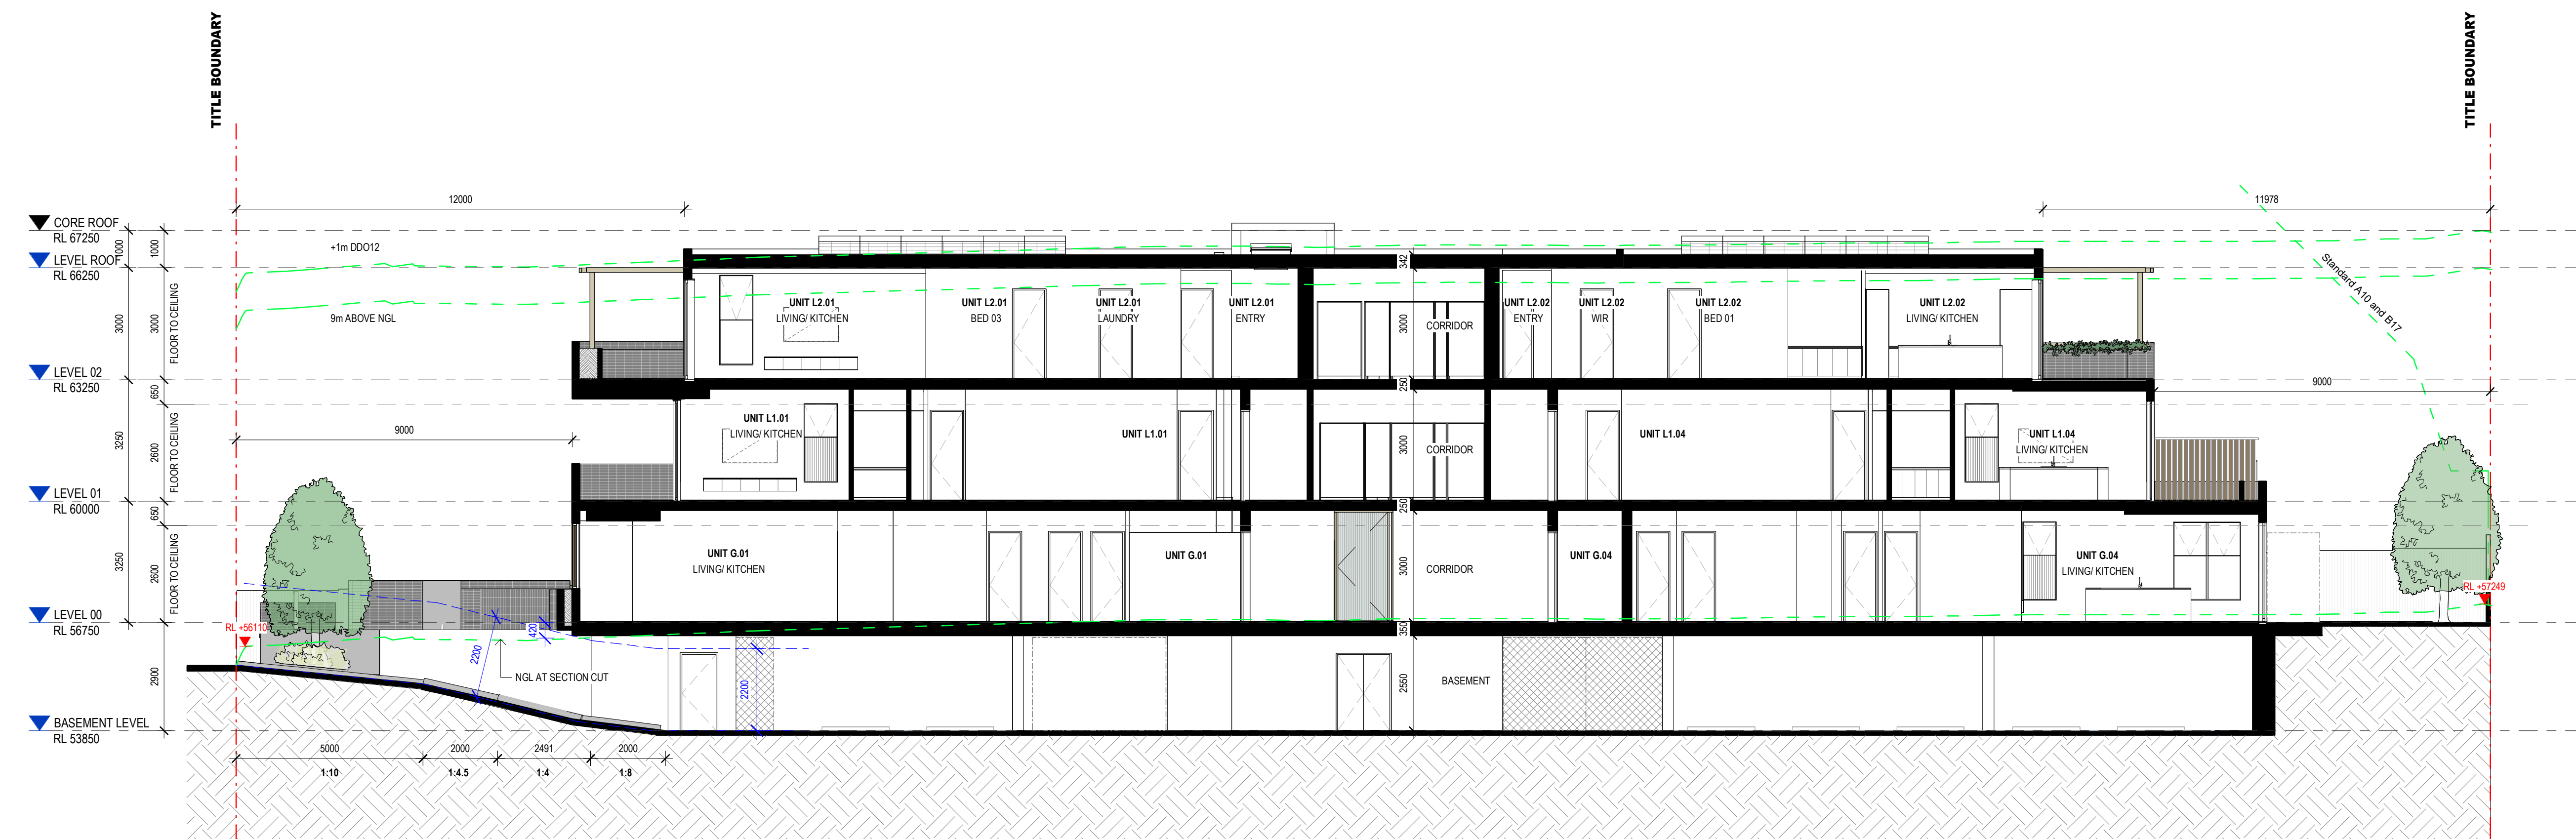 TITLE BOUNDARY
TITLE BOUNDARY
12000
11978
CORE ROOF
RL 67250
1000
1000
+1m DDO12
LEVEL ROOF
RL 66250
342
Standard A10 and B17
3000
3000
FLOOR TO CEILING
9m ABOVE NGL
UNIT L2.01
LIVING/ KITCHEN
UNIT L2.01
BED 03
UNIT L2.01
LAUNDRY
UNIT L2.01
ENTRY
3000
CORRIDOR
UNIT L2.02
ENTRY
UNIT L2.02
WIR
UNIT L2.02
BED 01
UNIT L2.02
LIVING/ KITCHEN
LEVEL 02
RL 63250
650
250
9000
3250
2600
FLOOR TO CEILING
9000
UNIT L1.01
LIVING/ KITCHEN
UNIT L1.01
3000
CORRIDOR
UNIT L1.04
UNIT L1.04
LIVING/ KITCHEN
LEVEL 01
RL 60000
650
250
3250
2600
FLOOR TO CEILING
UNIT G.01
LIVING/ KITCHEN
UNIT G.01
3000
CORRIDOR
UNIT G.04
UNIT G.04
LIVING/ KITCHEN
RL +57249
LEVEL 00
RL 56750
RL +56110
420
350
2200
NGL AT SECTION CUT
2900
2200
2550
BASEMENT
BASEMENT LEVEL
RL 53850
5000
2000
2491
2000
1:10
1:4.5
1:4
1:8